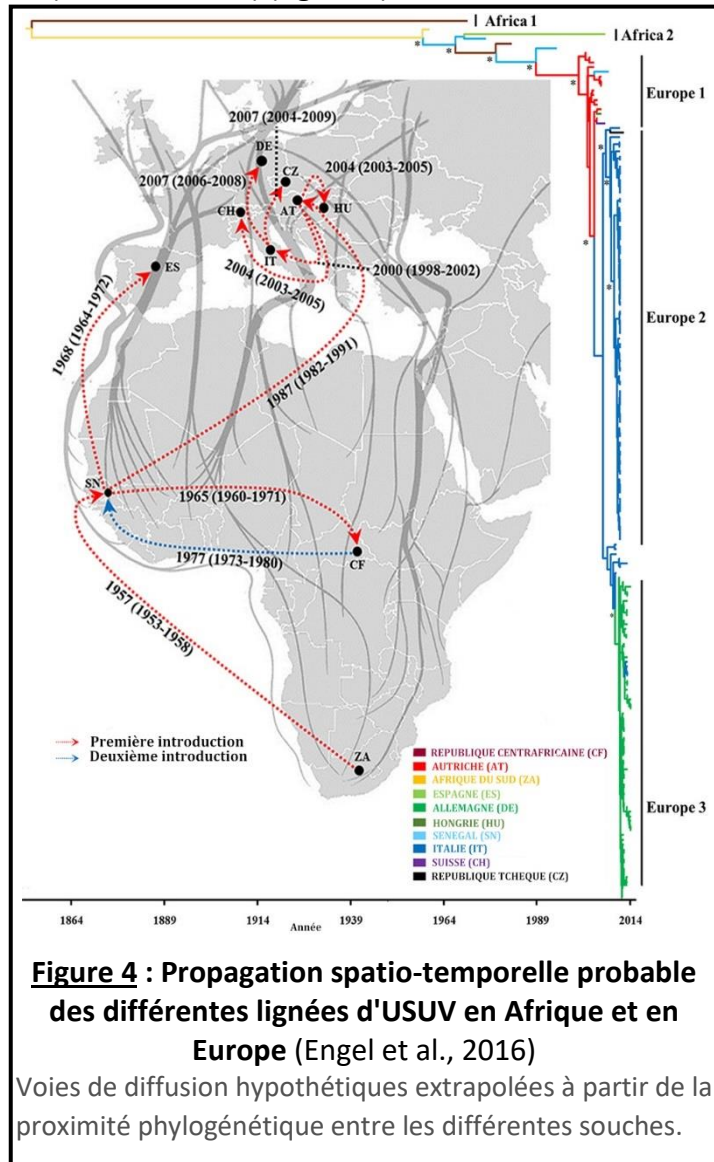 Africa 1
Africa 2
Europe 1
2007 (2004-2009)
DE
CZ
2004 (2003-2005)
2007 (2006-2008)
CH
AT
HU
IT
2000 (1998-2002)
ES
2004 (2003-2005)
Europe 2
1968 (1964-1972)
1987 (1982-1991)
SN
1965 (1960-1971)
1977 (1973-1980)
CF
1957 (1953-1958)
Première introduction
Deuxième introduction
ZA
REPUBLIQUE CENTRAFRICAINE (CF)
AUTRICHE (AT)
AFRIQUE DU SUD (ZA)
ESPAGNE (ES)
ALLEMAGNE (DE)
HONGRIE (HU)
SENEGAL (SN)
ITALIE (IT)
SUISSE (CH)
REPUBLIQUE TCHEQUE (CZ)
Europe 3
1864 1889 1914 1939 1964 1989 2014
Année
Figure 4 : Propagation spatio-temporelle probable
des différentes lignées d'USUV en Afrique et en
Europe (Engel et al., 2016)
Voies de diffusion hypothétiques extrapolées à partir de la
proximité phylogénétique entre les différentes souches.